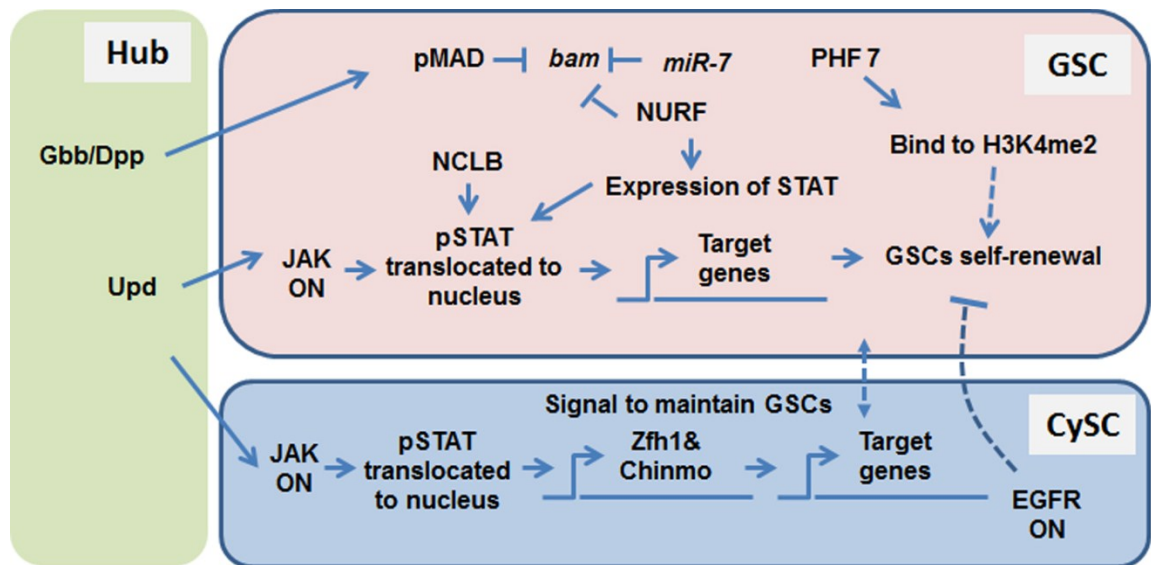 Hub
GSC
pMAD
bam
miR-7
PHF 7
NURF
Gbb/Dpp
Bind to H3K4me2
NCLB
Expression of STAT
pSTAT
translocated to
nucleus
JAK
ON
Target
genes
GSCs self-renewal
Upd
Signal to maintain GSCs
CySC
JAK
ON
pSTAT
translocated
to nucleus
Zfh1&
Chinmo
Target
genes
EGFR
ON